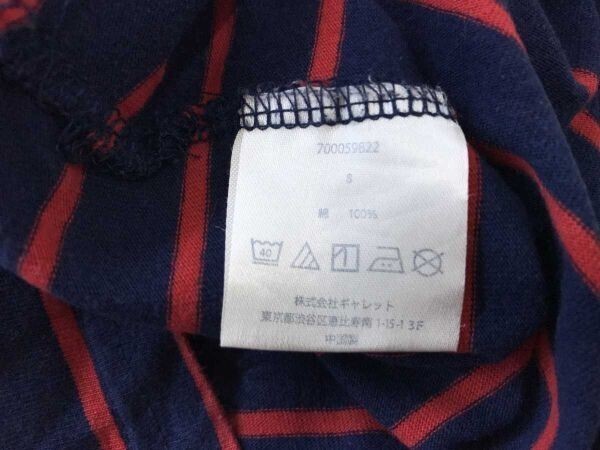 700059822
S
綿 100%
40
株式会社ギャレット
東京都渋谷区恵比寿南1-15-1 3F
中国製